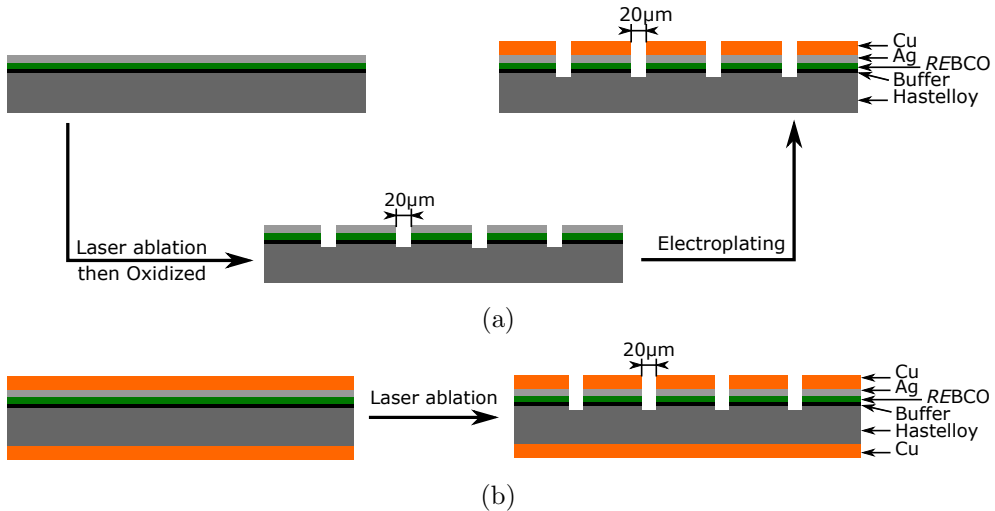 20μm
Cu
Ag
REBCO
Buffer
Hastelloy
20μm
Laser ablation
then Oxidized
Electroplating
(a)
20μm
Laser ablation
Cu
Ag
REBCO
Buffer
Hastelloy
Cu
(b)